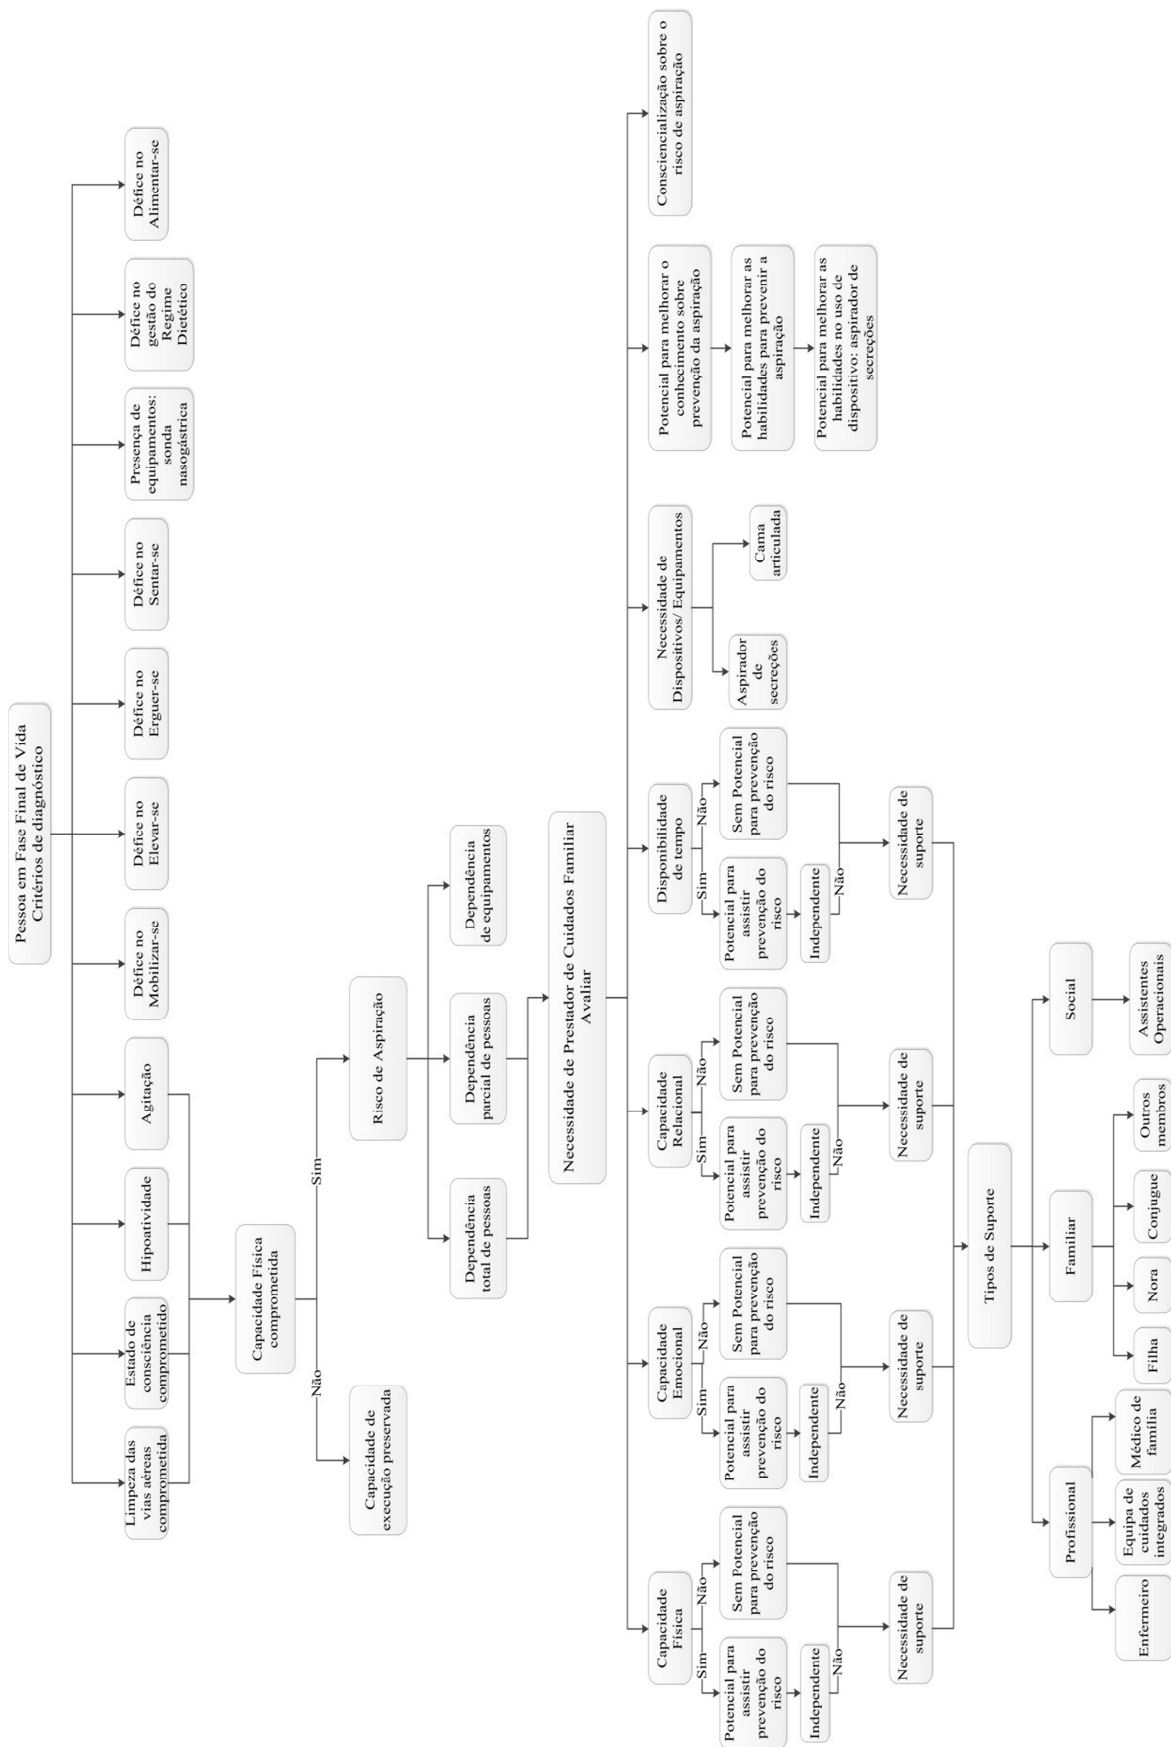 Pessoa em Fase Final de Vida
Critérios de diagnóstico
Limpeza das
vias aéreas
comprometida
Estado de
consciência
comprometido
Hipoatividade
Agitação
Défice no
Mobilizar-se
Défice no
Elevar-se
Défice no
Erguer-se
Défice no
Sentar-se
Presença de
equipamentos:
sonda
nasogástrica
Défice no
gestão do
Regime
Dietético
Défice no
Alimentar-se
Capacidade Física
comprometida
Não
Sim
Capacidade de
execução preservada
Risco de Aspiração
Dependência
total de pessoas
Dependência
parcial de pessoas
Dependência
de equipamentos
Necessidade de Prestador de Cuidados Familiar
Avaliar
Capacidade
Física
Capacidade
Emocional
Capacidade
Relacional
Disponibilidade
de tempo
Necessidade de
Dispositivos/ Equipamentos
Potencial para melhorar o
conhecimento sobre
prevenção da aspiração
Consciencialização sobre o
risco de aspiração
Sim
Não
Sim
Não
Sim
Não
Sim
Não
Potencial para
assistir
prevenção do
risco
Sem Potencial
para prevenção
do risco
Potencial para
assistir
prevenção do
risco
Sem Potencial
para prevenção
do risco
Potencial para
assistir
prevenção do
risco
Sem Potencial
para prevenção
do risco
Potencial para
assistir
prevenção do
risco
Sem Potencial
para prevenção
do risco
Aspirador
de
secreções
Cama
articulada
Potencial para melhorar as
habilidades para prevenir a
aspiração
Potencial para melhorar as
habilidades no uso de
dispositivo: aspirador de
secreções
Independente
Independente
Independente
Independente
Não
Não
Não
Não
Necessidade de
suporte
Necessidade de
suporte
Necessidade de
suporte
Necessidade de
suporte
Tipos de Suporte
Profissional
Familiar
Social
Enfermeiro
Equipa de
cuidados
integrados
Médico de
familia
Filha
Nora
Conjugue
Outros
membros
Assistentes
Operacionais